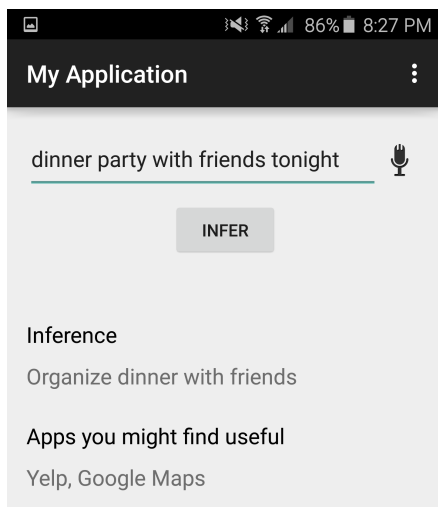 86% 8:27 PM
My Application
dinner party with friends tonight
INFER
Inference
Organize dinner with friends
Apps you might find useful
Yelp, Google Maps